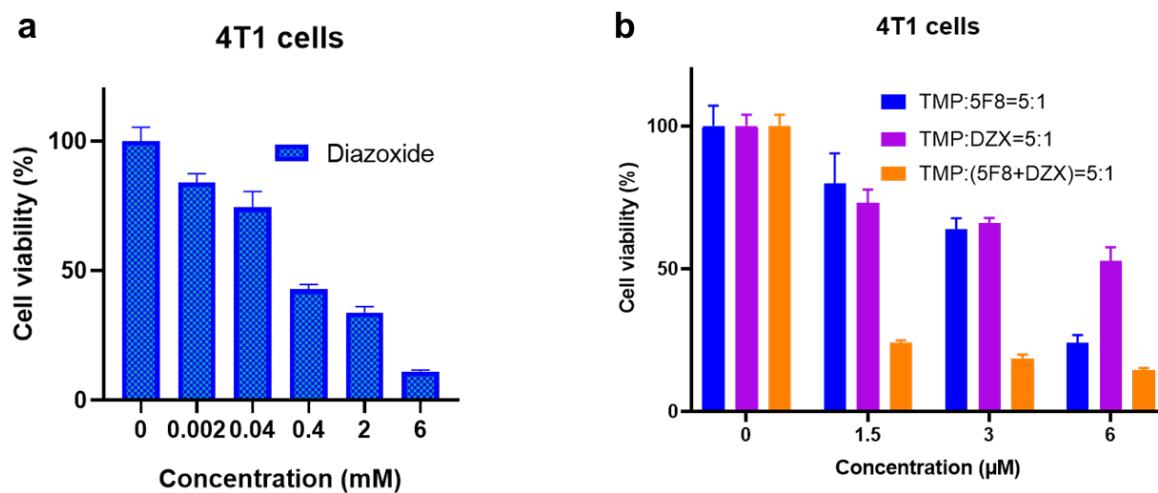 a
4T1 cells
Cell viability (%)
100
50
0
Diazoxide
0 0.002 0.04 0.4 2 6
Concentration (mM)
b
4T1 cells
Cell viability (%)
100
50
0
TMP:5F8=5:1
TMP:DZX=5:1
TMP:(5F8+DZX)=5:1
0 1.5 3 6
Concentration (μM)